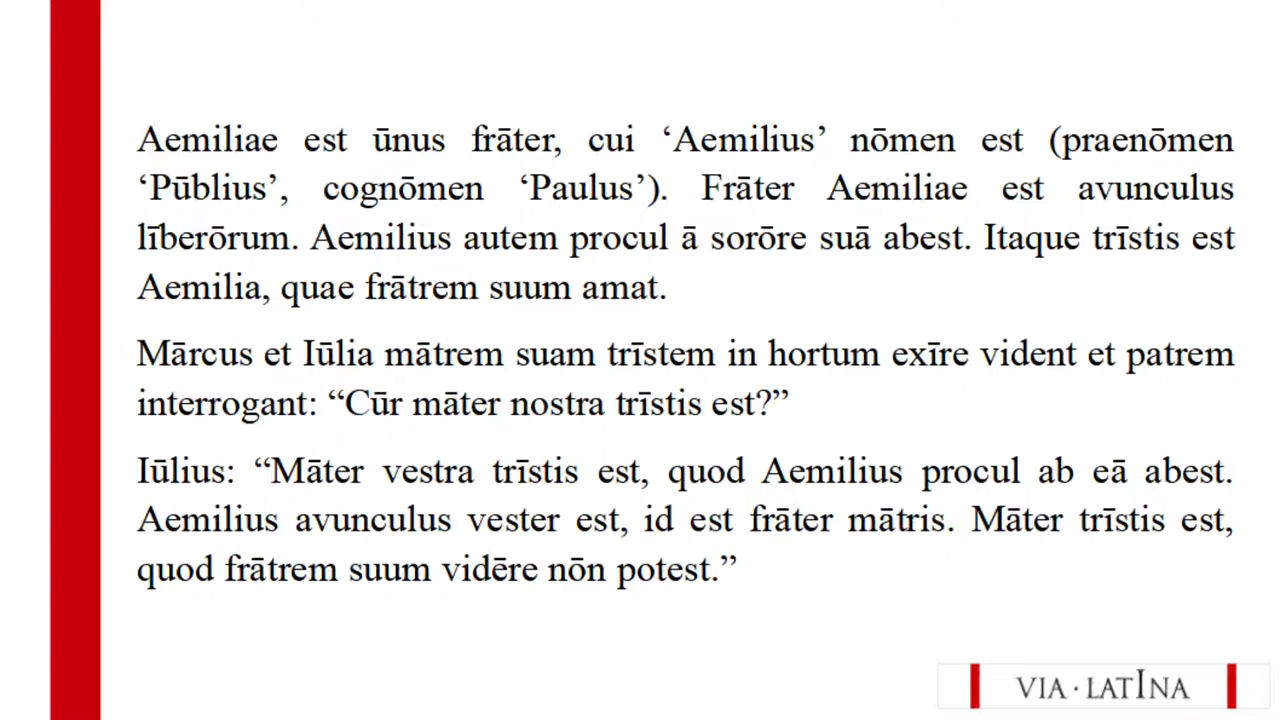 Aemiliae est ūnus frāter, cui ‘Aemilius’ nōmen est (praenōmen
‘Pūblius’, cognōmen ‘Paulus’). Frāter Aemiliae est avunculus
līberōrum. Aemilius autem procul ā sorōre suā abest. Itaque trīstis est
Aemilia, quae frātrem suum amat.
Mārcus et Iūlia mātrem suam trīstem in hortum exīre vident et patrem
interrogant: “Cūr māter nostra trīstis est?”
Iūlius: “Māter vestra trīstis est, quod Aemilius procul ab eā abest.
Aemilius avunculus vester est, id est frāter mātris. Māter trīstis est,
quod frātrem suum vidēre nōn potest.”
VIA · LATINA